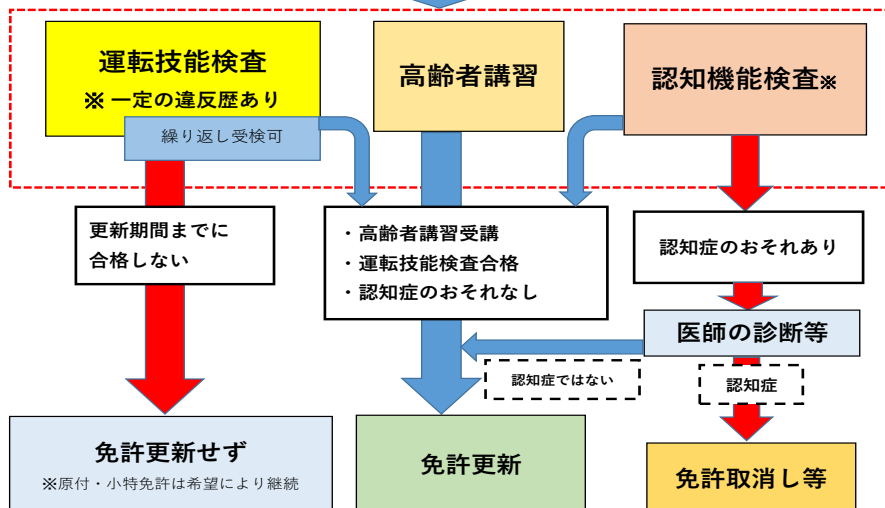 運転技能検査
※ 一定の違反歴あり
繰り返し受検可
高齢者講習
認知機能検査※
更新期間までに
合格しない
・高齢者講習受講
・運転技能検査合格
・認知症のおそれなし
認知症のおそれあり
医師の診断等
認知症ではない
認知症
免許更新せず
※原付・小特免許は希望により継続
免許更新
免許取消し等